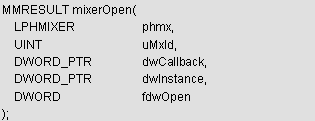 MMRESULT mixerOpen(
LPHMIXER phmx,
UINT uMxId,
DWORD_PTR dwCallback,
DWORD_PTR dwInstance,
DWORD fdwOpen
);